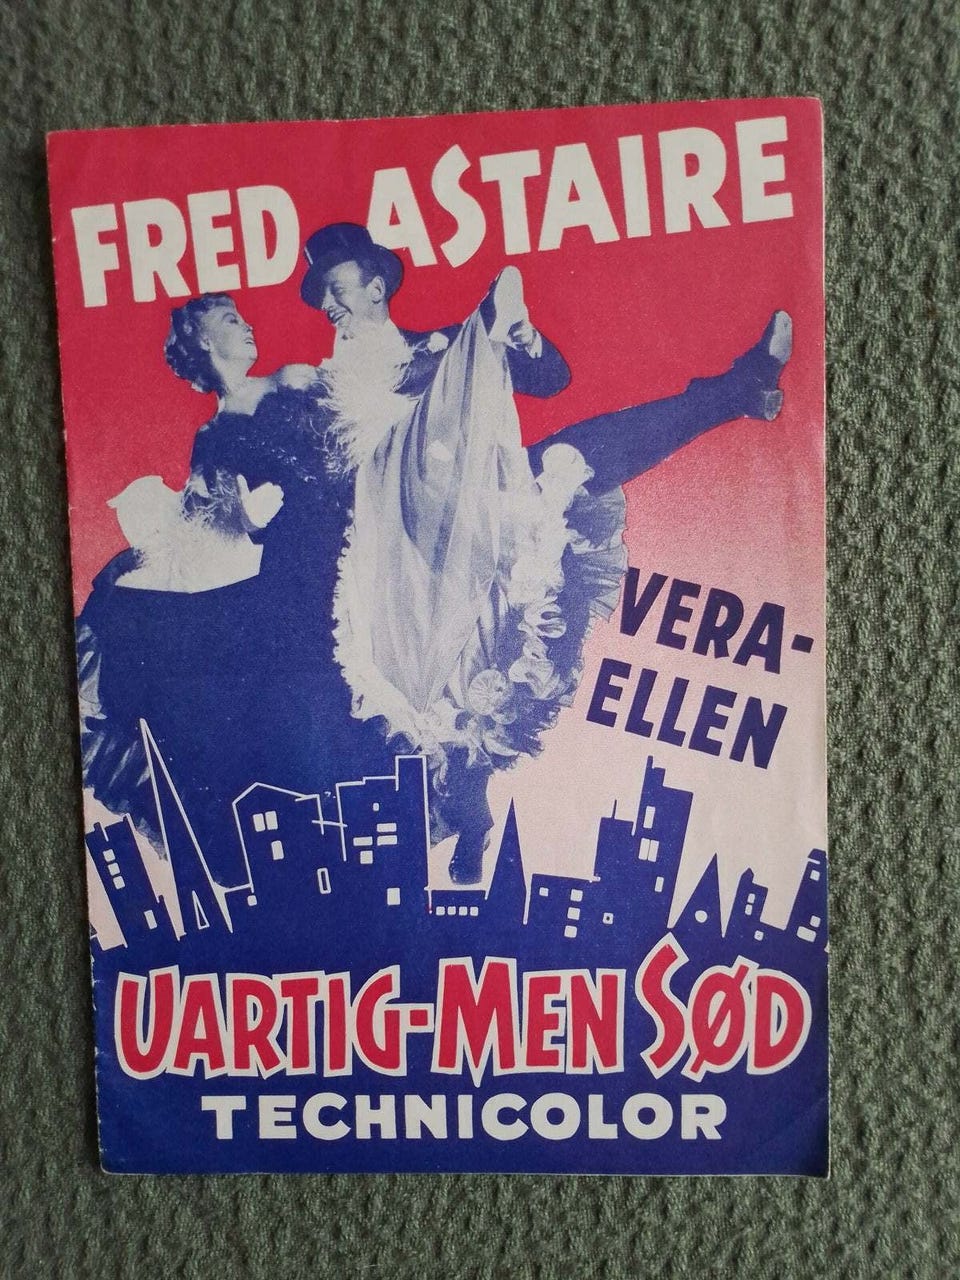 FRED ASTAIRE
VERA-
ELLEN
UARTIG-MEN SØD
TECHNICOLOR